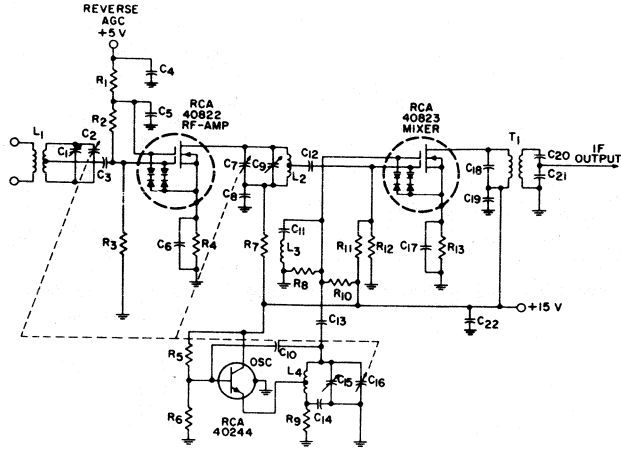 REVERSE
AGC
+5 V
C4
R1
C5
R2
RCA
40822
RF-AMP
RCA
40823
MIXER
L1
C1
C2
C3
C7
C9
L2
C8
C12
C18
T1
C20
IF
OUTPUT
C21
C19
R3
C6
R4
R7
C11
L3
R8
R11
R12
R10
C17
R13
C13
+15 V
C22
R5
C10
OSC
L4
C15
C16
C14
R6
R9
RCA
40244